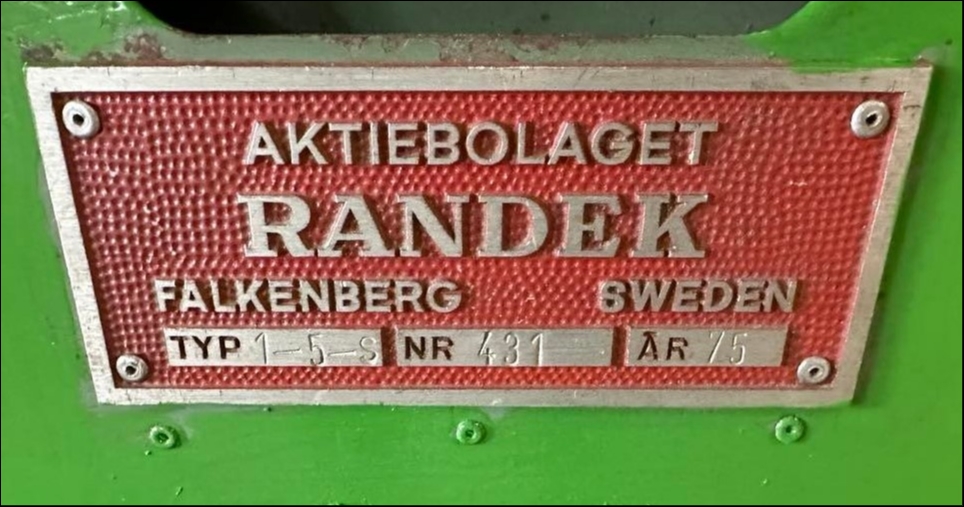 AKTIEBOLAGET
RANDEK
FALKENBERG SWEDEN
TYP 1-5-S NR 431 ÅR 75